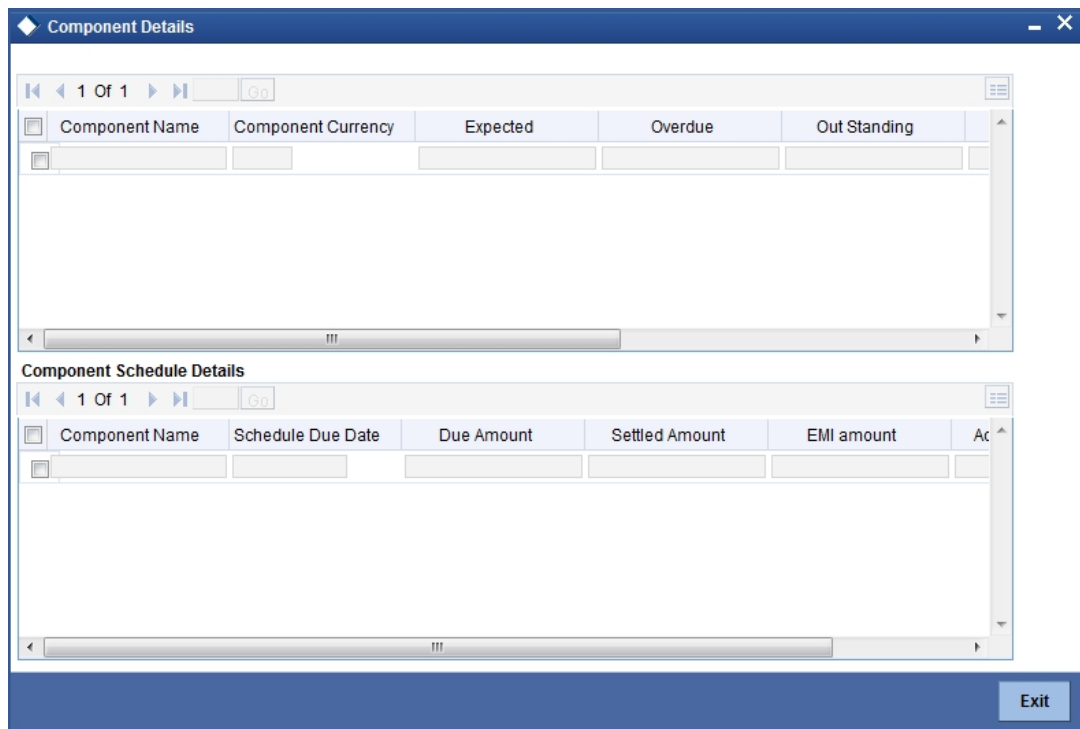 Component Details
1 Of 1 Go
Component Name Component Currency Expected Overdue Out Standing
Component Schedule Details
1 Of 1 Go
Component Name Schedule Due Date Due Amount Settled Amount EMI amount
Exit